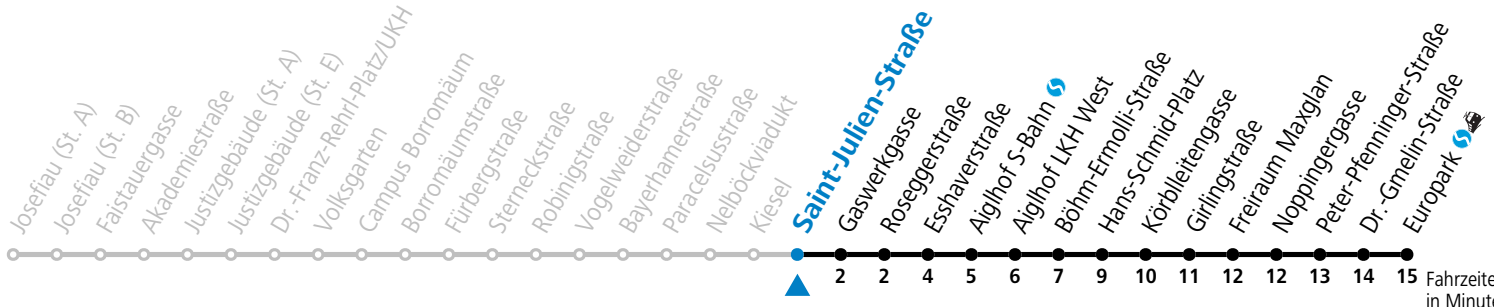 Josefiau (St. A)
Josefiau (St. B)
Faistauergasse
Akademiestraße
Justizgebäude (St. A)
Justizgebäude (St. E)
Dr.-Franz-Rehrl-Platz/UKH
Volksgarten
Campus Borromäum
Borromäumstraße
Fürbergstraße
Sterneckstraße
Robinigstraße
Vogelweiderstraße
Bayerhamerstraße
Paracelsusstraße
Nelböckviadukt
Kiesel
Saint-Julien-Straße
Gaswerkgasse
Roseggerstraße
Esshaverstraße
Aiglhof S-Bahn
Aiglhof LKH West
Böhm-Ermolli-Straße
Hans-Schmid-Platz
Körblleitengasse
Girlingstraße
Freiraum Maxglan
Noppingergasse
Peter-Pfenninger-Straße
Dr.-Gmelin-Straße
Europark
2 2 4 5 6 7 9 10 11 12 12 13 14 15
Fahrzeite
in Minute